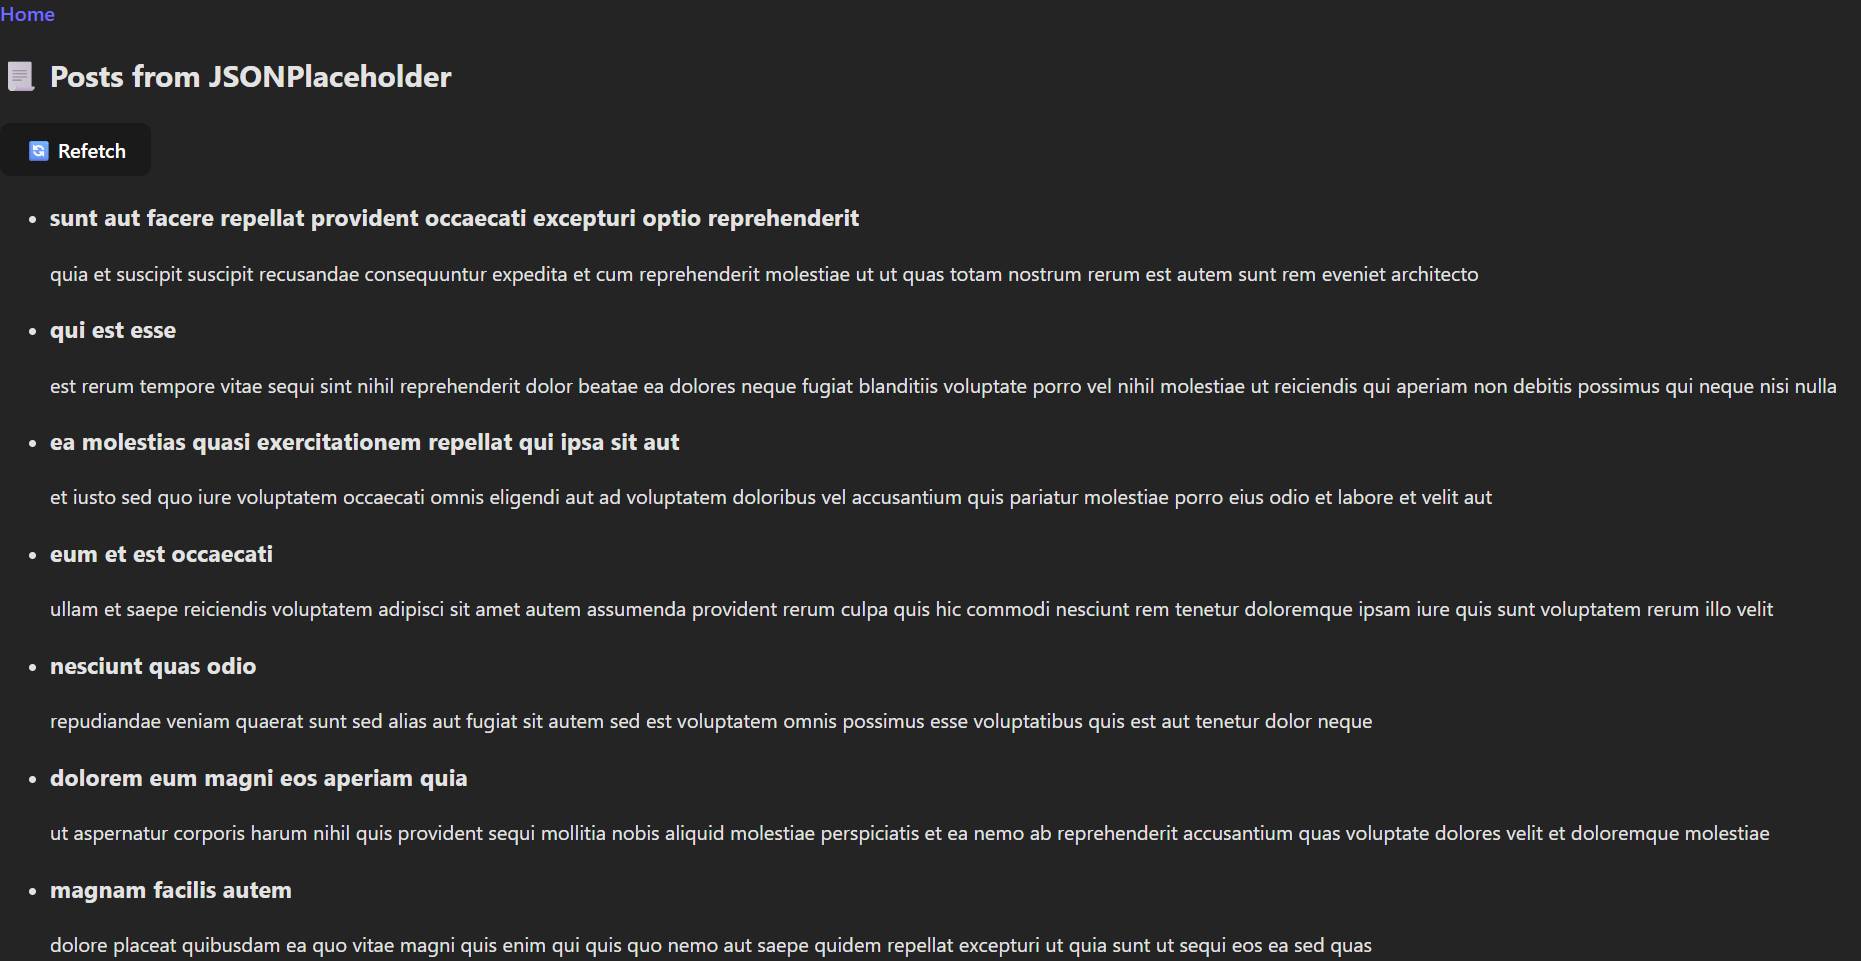 Home
Posts from JSONPlaceholder
Refetch
sunt aut facere repellat provident occaecati excepturi optio reprehenderit
quia et suscipit suscipit recusandae consequuntur expedita et cum reprehenderit molestiae ut ut quas totam nostrum rerum est autem sunt rem eveniet architecto
qui est esse
est rerum tempore vitae sequi sint nihil reprehenderit dolor beatae ea dolores neque fugiat blanditiis voluptate porro vel nihil molestiae ut reiciendis qui aperiam non debitis possimus qui neque nisi nulla
ea molestias quasi exercitationem repellat qui ipsa sit aut
et iusto sed quo iure voluptatem occaecati omnis eligendi aut ad voluptatem doloribus vel accusantium quis pariatur molestiae porro eius odio et labore et velit aut
eum et est occaecati
ullam et saepe reiciendis voluptatem adipisci sit amet autem assumenda provident rerum culpa quis hic commodi nesciunt rem tenetur doloremque ipsam iure quis sunt voluptatem rerum illo velit
nesciunt quas odio
repudiandae veniam quaerat sunt sed alias aut fugiat sit autem sed est voluptatem omnis possimus esse voluptatibus quis est aut tenetur dolor neque
dolorem eum magni eos aperiam quia
ut aspernatur corporis harum nihil quis provident sequi mollitia nobis aliquid molestiae perspiciatis et ea nemo ab reprehenderit accusantium quas voluptate dolores velit et doloremque molestiae
magnam facilis autem
dolore placeat quibusdam ea quo vitae magni quis enim qui quis quo nemo aut saepe quidem repellat excepturi ut quia sunt ut sequi eos ea sed quas